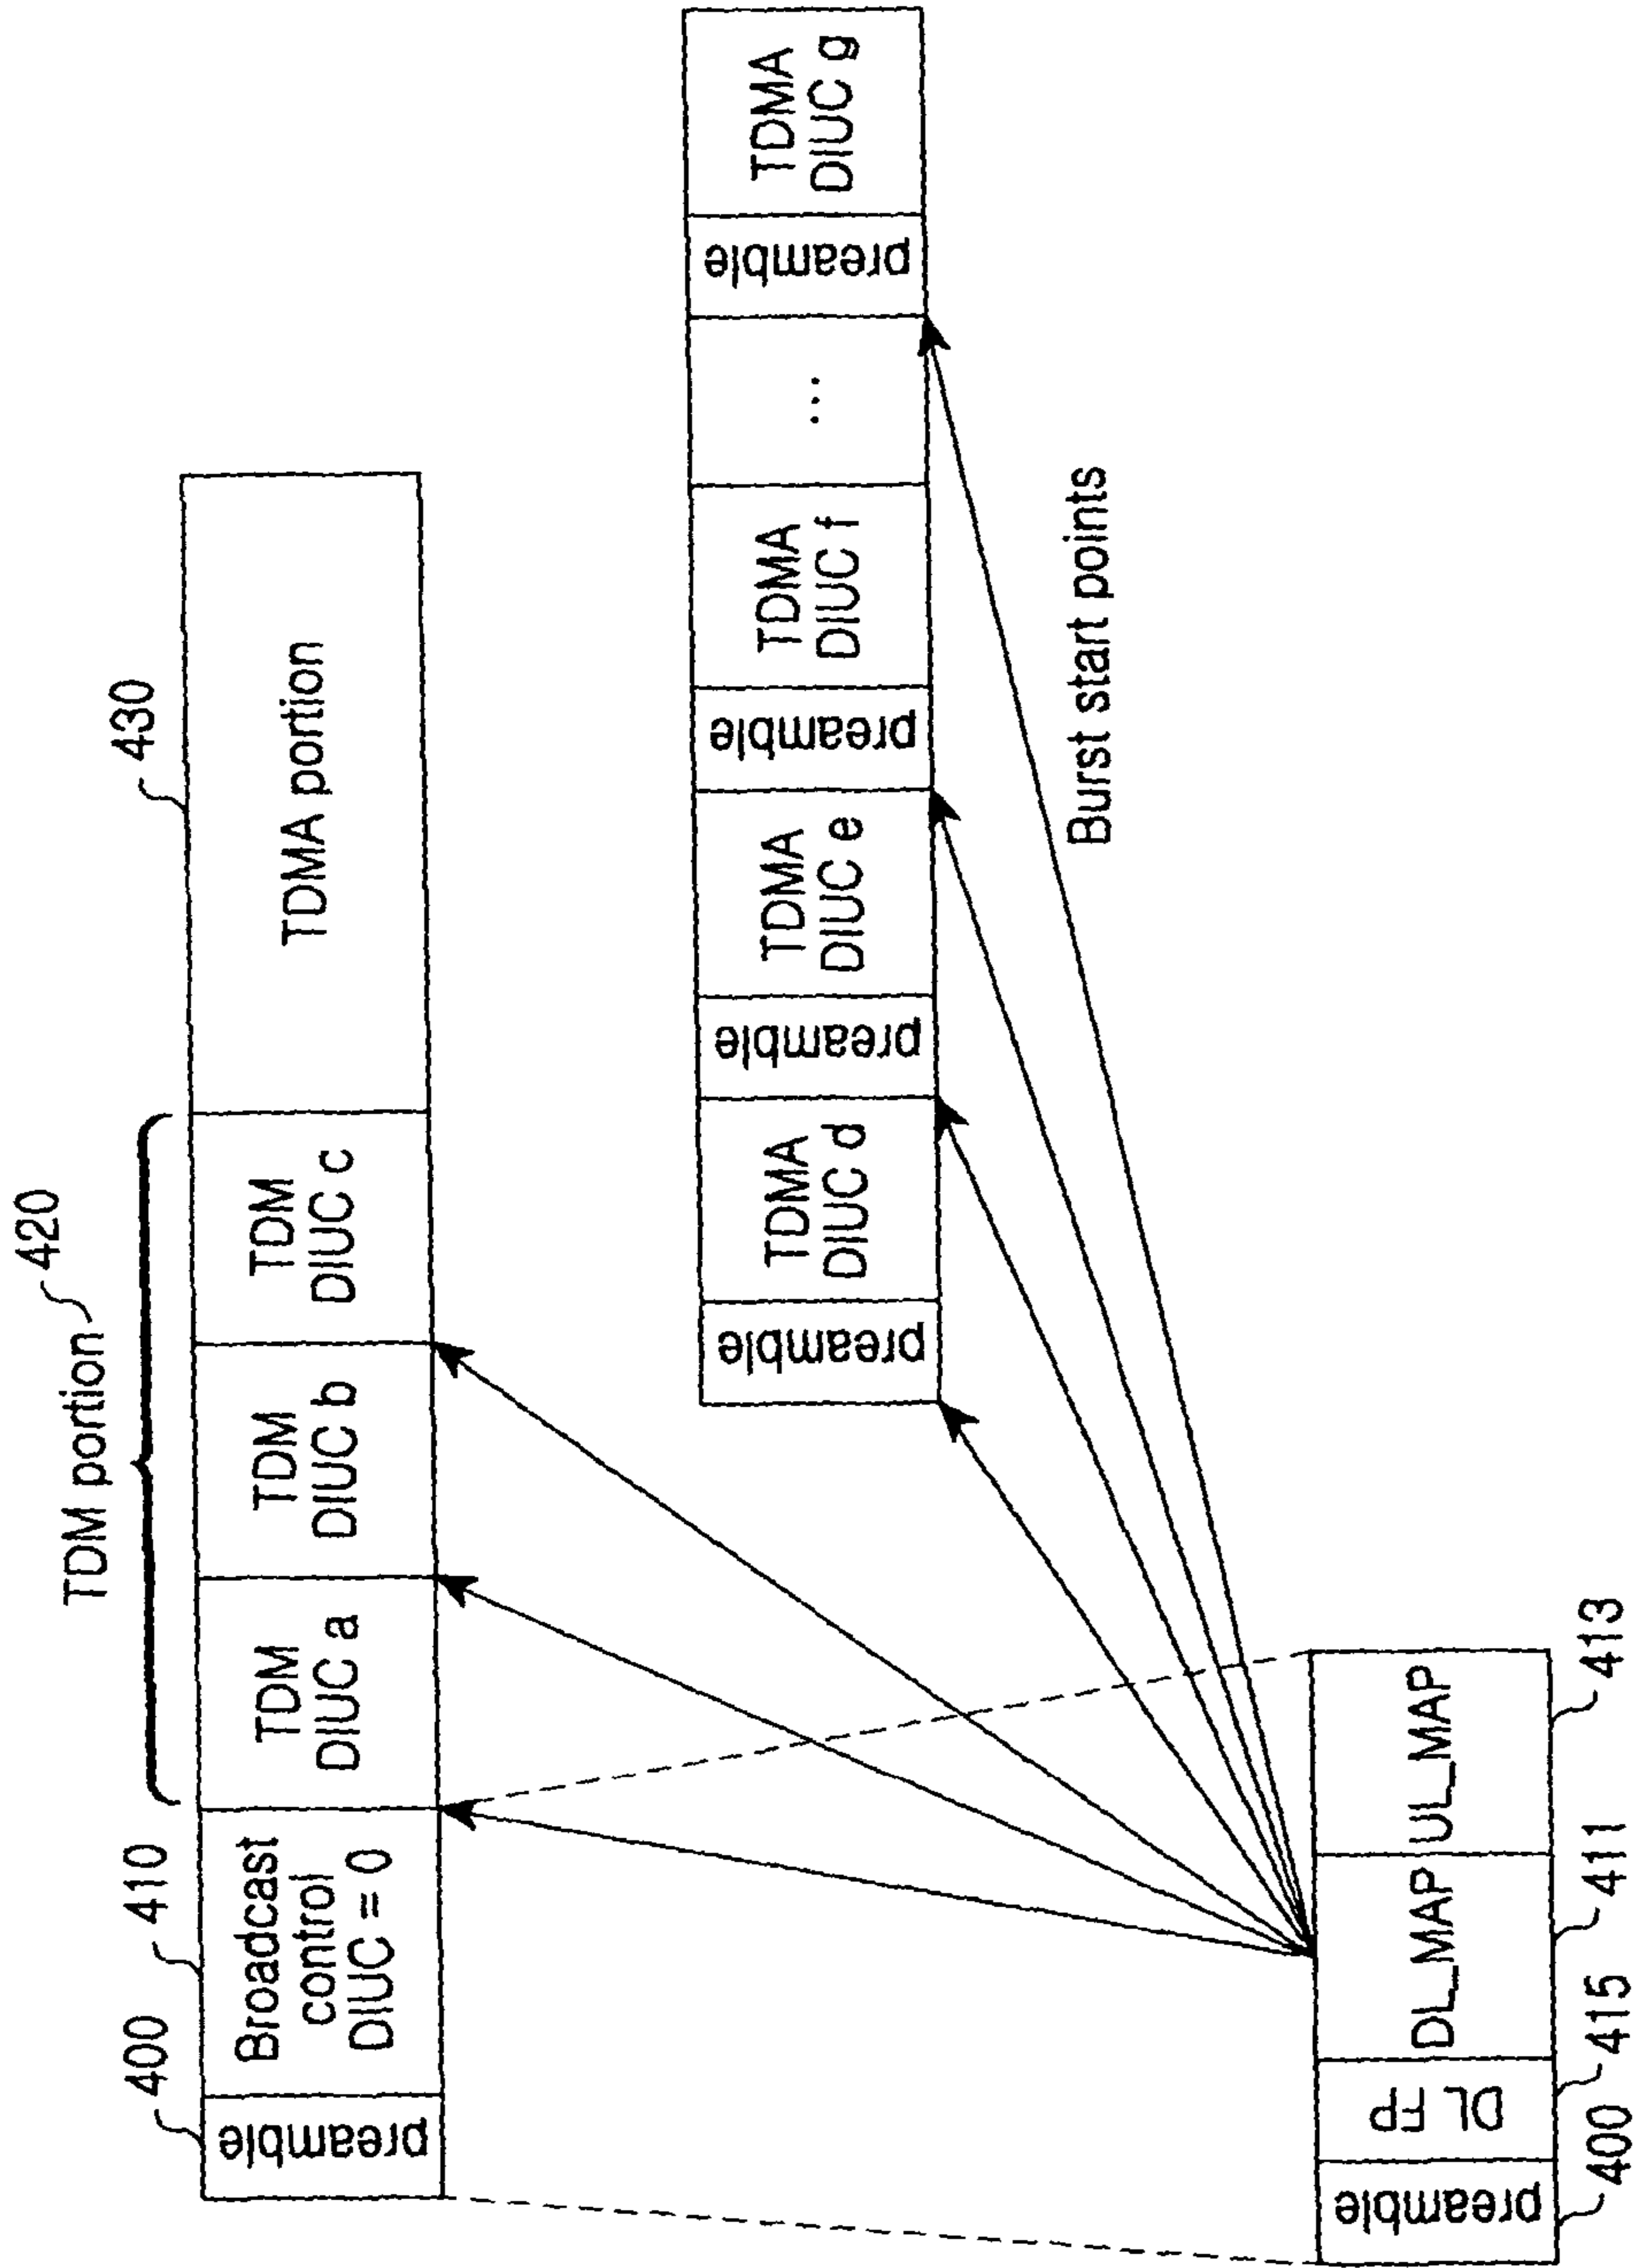 TDM portion 420
400
410
430
preamble
Broadcast
control
DIUC = 0
TDM
DIUC a
TDM
DIUC b
TDM
DIUC c
TDMA portion
preamble
TDMA
DIUC d
preamble
TDMA
DIUC e
preamble
TDMA
DIUC f
...
preamble
TDMA
DIUC g
Burst start points
preamble
DL FP
DL_MAP
UL_MAP
400
415
411
413